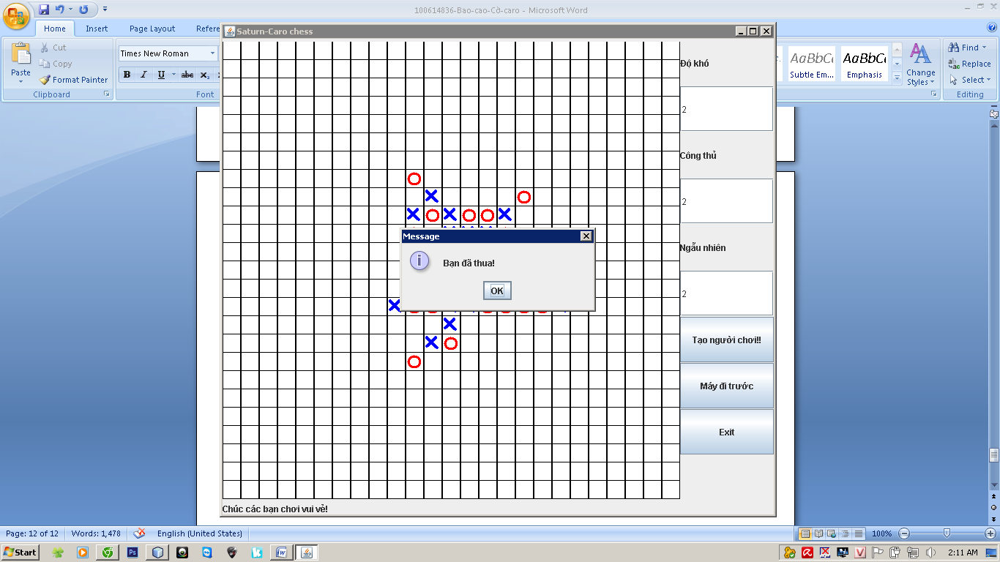 100614836-Bao-cao-Cờ-caro - Microsoft Word
Home
Insert
Page Layout
Refere
Cut
Copy
Format Painter
Paste
Clipboard
Times New Roman
B I U abc X₂
Font
AaBbC
AaBbC
Subtle Em...
Emphasis
Change Styles
Find
Replace
Select
Editing
Saturn-Caro chess
Độ khó
2
Công thủ
2
Ngẫu nhiên
2
Tạo người chơi!!
Máy đi trước
Exit
Message
Bạn đã thua!
OK
Chúc các bạn chơi vui vẻ!
Page: 12 of 12
Words: 1,478
English (United States)
100%
Start
2:11 AM